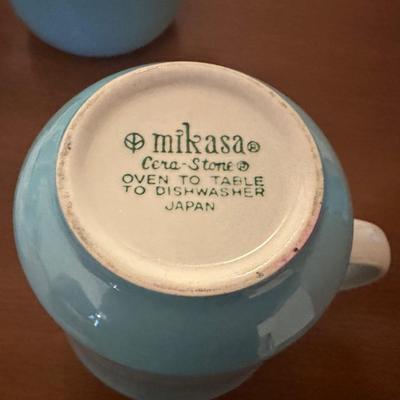 mikasa®
Cera-Stone®
OVEN TO TABLE
TO DISHWASHER
JAPAN